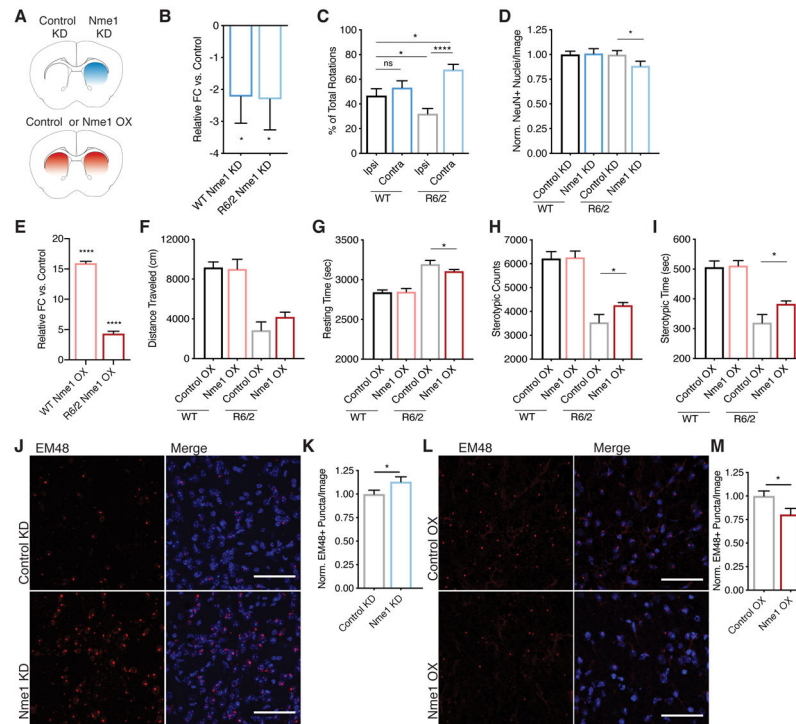 A
Control Nme1
KD KD
Control or Nme1 OX
B
Relative FC vs. Control
0
-1
-2
-3
-4
* *
WT Nme1 KD
R6/2 Nme1 KD
C
% of Total Rotations
100
80
60
40
20
0
*
* ****
ns
Ipsi
Contra
Ipsi
Contra
WT R6/2
D
Norm. NeuN+ Nuclei/Image
1.25
1.00
0.75
0.50
0.25
0.00
*
Control KD
Nme1 KD
Control KD
Nme1 KD
WT R6/2
E
Relative FC vs. Control
20
15
10
5
0
****
****
WT Nme1 OX
R6/2 Nme1 OX
F
Distance Traveled (cm)
12000
8000
4000
0
Control OX
Nme1 OX
Control OX
Nme1 OX
WT R6/2
G
Resting Time (sec)
3500
3000
2500
2000
*
Control OX
Nme1 OX
Control OX
Nme1 OX
WT R6/2
H
Sterotypic Counts
7000
6000
5000
4000
3000
2000
*
Control OX
Nme1 OX
Control OX
Nme1 OX
WT R6/2
I
Sterotypic Time (sec)
600
500
400
300
200
*
Control OX
Nme1 OX
Control OX
Nme1 OX
WT R6/2
J
EM48 Merge
Control KD
Nme1 KD
K
Norm. EM48+ Puncta/Image
1.25
1.00
0.75
0.50
0.25
0.00
*
Control KD
Nme1 KD
L
EM48 Merge
Control OX
Nme1 OX
M
Norm. EM48+ Puncta/Image
1.25
1.00
0.75
0.50
0.25
0.00
*
Control OX
Nme1 OX